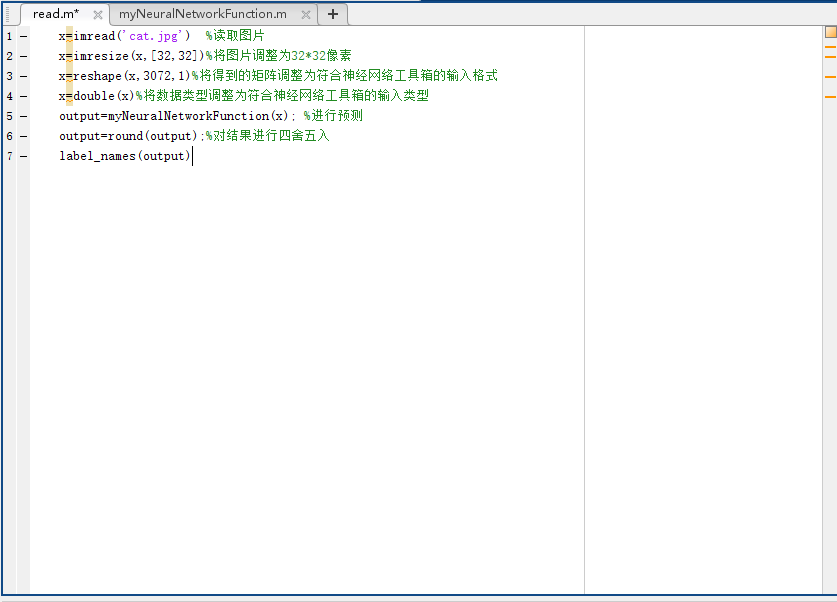 read.m* myNeuralNetworkFunction.m
1 x=imread('cat.jpg') %读取图片
2 x=imresize(x,[32,32])%将图片调整为32*32像素
3 x=reshape(x,3072,1)%将得到的矩阵调整为符合神经网络工具箱的输入格式
4 x=double(x)%将数据类型调整为符合神经网络工具箱的输入类型
5 output=myNeuralNetworkFunction(x); %进行预测
6 output=round(output);%对结果进行四舍五入
7 label_names(output)